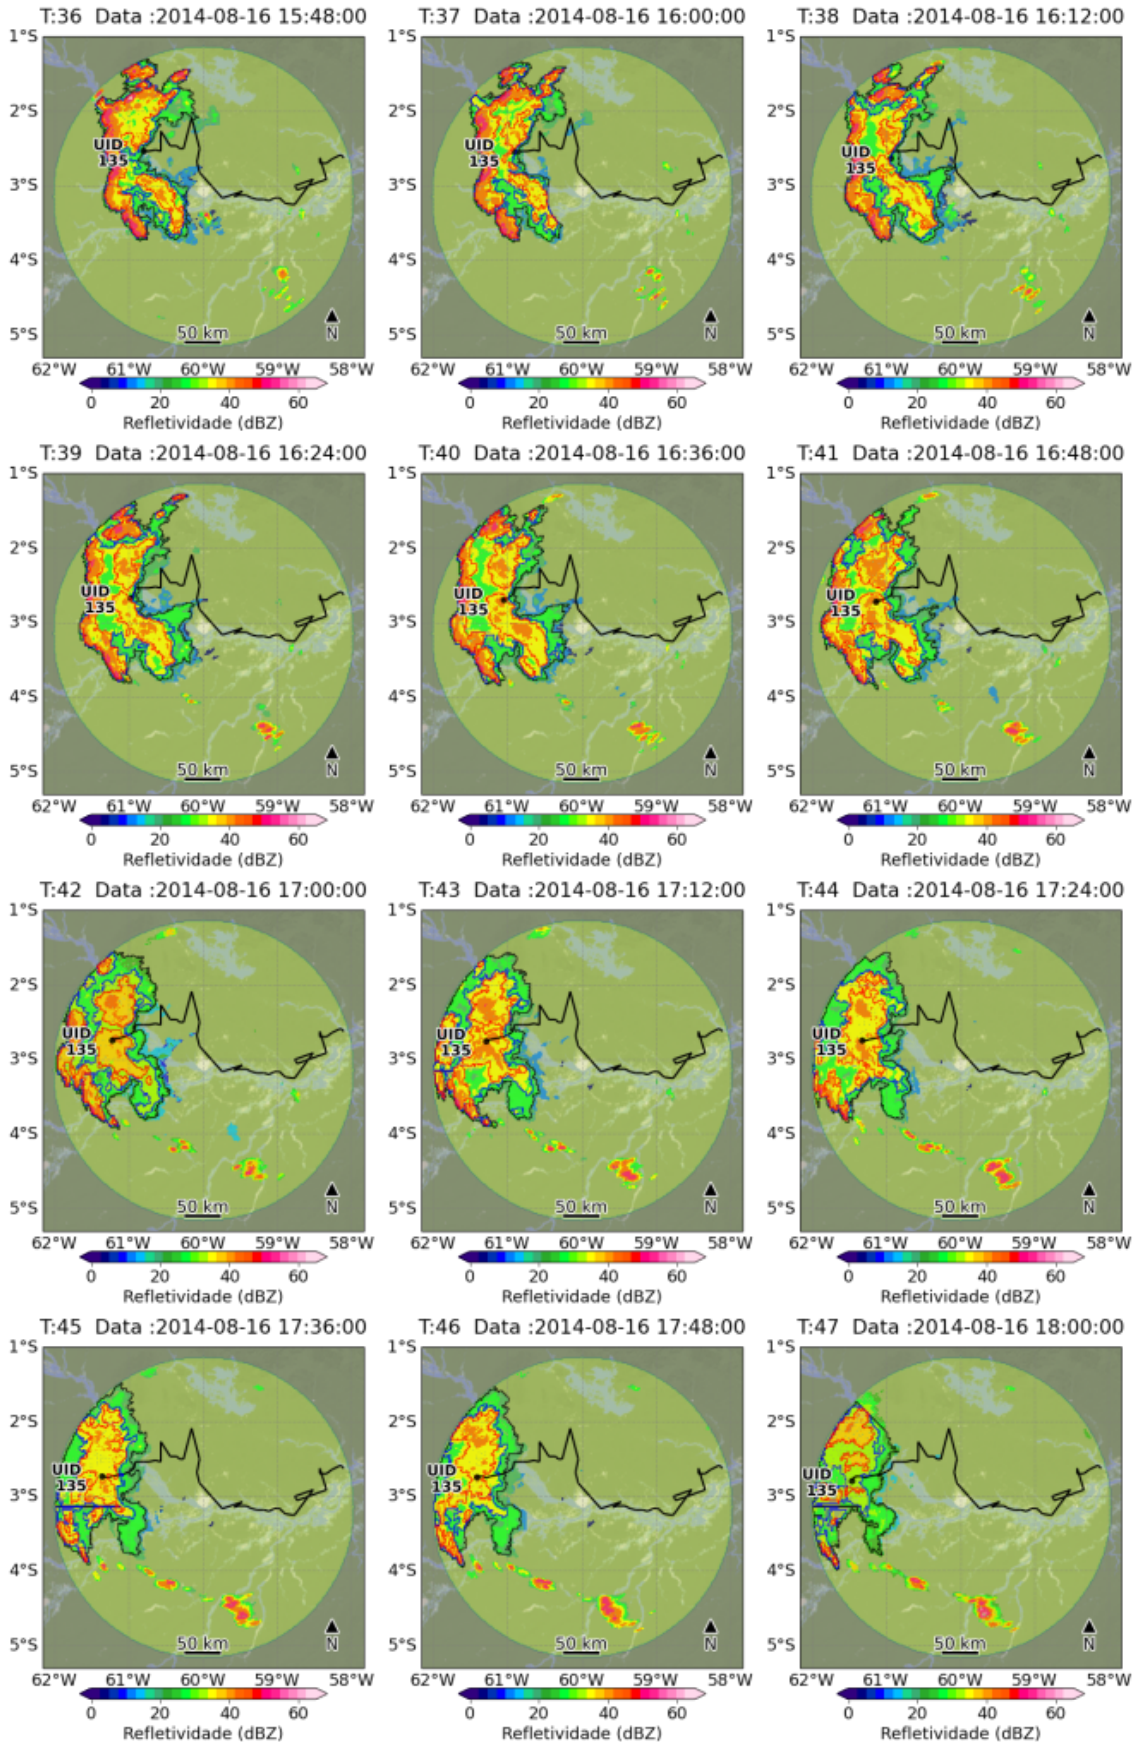 T:36 Data :2014-08-16 15:48:00
T:37 Data :2014-08-16 16:00:00
T:38 Data :2014-08-16 16:12:00
1°S
1°S
1°S
2°S
2°S
2°S
UID
135
UID
135
UID
135
3°S
3°S
3°S
4°S
4°S
4°S
5°S
5°S
5°S
50 km
N
50 km
N
50 km
N
62°W 61°W 60°W 59°W 58°W
62°W 61°W 60°W 59°W 58°W
62°W 61°W 60°W 59°W 58°W
0 20 40 60
0 20 40 60
0 20 40 60
Refletividade (dBZ)
Refletividade (dBZ)
Refletividade (dBZ)
T:39 Data :2014-08-16 16:24:00
T:40 Data :2014-08-16 16:36:00
T:41 Data :2014-08-16 16:48:00
1°S
1°S
1°S
2°S
2°S
2°S
UID
135
UID
135
UID
135
3°S
3°S
3°S
4°S
4°S
4°S
5°S
5°S
5°S
50 km
N
50 km
N
50 km
N
62°W 61°W 60°W 59°W 58°W
62°W 61°W 60°W 59°W 58°W
62°W 61°W 60°W 59°W 58°W
0 20 40 60
0 20 40 60
0 20 40 60
Refletividade (dBZ)
Refletividade (dBZ)
Refletividade (dBZ)
T:42 Data :2014-08-16 17:00:00
T:43 Data :2014-08-16 17:12:00
T:44 Data :2014-08-16 17:24:00
1°S
1°S
1°S
2°S
2°S
2°S
UID
135
UID
135
UID
135
3°S
3°S
3°S
4°S
4°S
4°S
5°S
5°S
5°S
50 km
N
50 km
N
50 km
N
62°W 61°W 60°W 59°W 58°W
62°W 61°W 60°W 59°W 58°W
62°W 61°W 60°W 59°W 58°W
0 20 40 60
0 20 40 60
0 20 40 60
Refletividade (dBZ)
Refletividade (dBZ)
Refletividade (dBZ)
T:45 Data :2014-08-16 17:36:00
T:46 Data :2014-08-16 17:48:00
T:47 Data :2014-08-16 18:00:00
1°S
1°S
1°S
2°S
2°S
2°S
UID
135
UID
135
UID
135
3°S
3°S
3°S
4°S
4°S
4°S
5°S
5°S
5°S
50 km
N
50 km
N
50 km
N
62°W 61°W 60°W 59°W 58°W
62°W 61°W 60°W 59°W 58°W
62°W 61°W 60°W 59°W 58°W
0 20 40 60
0 20 40 60
0 20 40 60
Refletividade (dBZ)
Refletividade (dBZ)
Refletividade (dBZ)